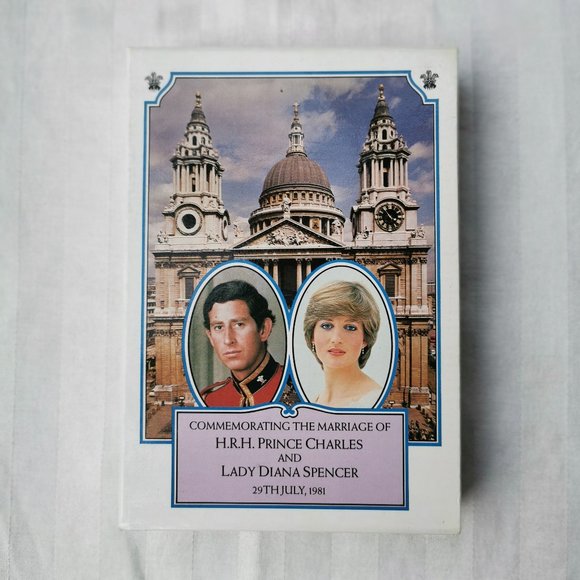 COMMEMORATING THE MARRIAGE OF
H.R.H. PRINCE CHARLES
AND
LADY DIANA SPENCER
29TH JULY, 1981